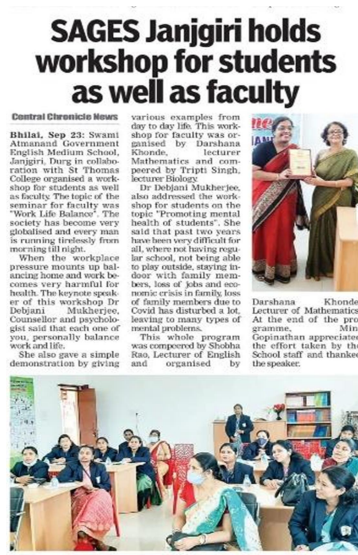 SAGES Janjgiri holds
workshop for students
as well as faculty
Central Chronicle News
Bhilai, Sep 23: Swami
Atmanand Government
English Medium School,
Janjgiri, Durg in collabo-
ration with St Thomas
College organised a work-
shop for students as well
as faculty. The topic of the
seminar for faculty was
"Work Life Balance". The
society has become very
globalised and every man
is running tirelessly from
morning till night.
When the workplace
pressure mounts up bal-
ancing home and work be-
comes very harmful for
health. The keynote speak-
er of this workshop Dr
Debjani Mukherjee,
Counsellor and psycholo-
gist said that each one of
you, personally balance
work and life.
She also gave a simple
demonstration by giving
various examples from
day to day life. This work-
shop for faculty was or-
ganised by Darshana
Khonde, lecturer
Mathematics and com-
peered by Tripti Singh,
lecturer Biology.
Dr Debjani Mukherjee,
also addressed the work-
shop for students on the
topic "Promoting mental
health of students". She
said that past two years
have been very difficult for
all, where not having regu-
lar school, not being able
to play outside, staying in-
door with family mem-
bers, loss of jobs and eco-
nomic crisis in family, loss
of family members due to
Covid has disturbed a lot,
leaving to many types of
mental problems.
This whole program
was compeered by Shobha
Rao, Lecturer of English
and organised by
Darshana Khonde
Lecturer of Mathematics
At the end of the pro
gramme, Mini
Gopinathan appreciated
the effort taken by the
School staff and thanked
the speaker.